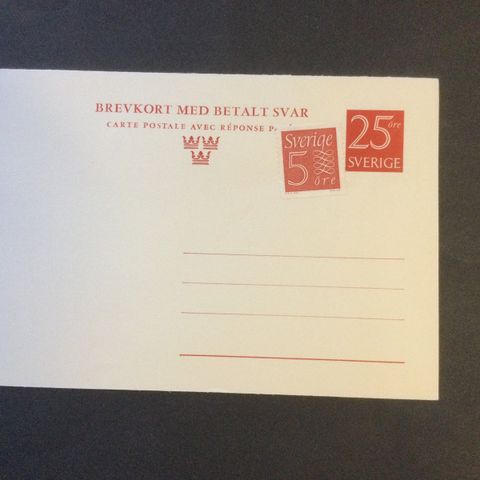 BREVKORT MED BETALT SVAR
CARTE POSTALE AVEC RÉPONSE
Sverige
5 öre
25 öre
SVERIGE